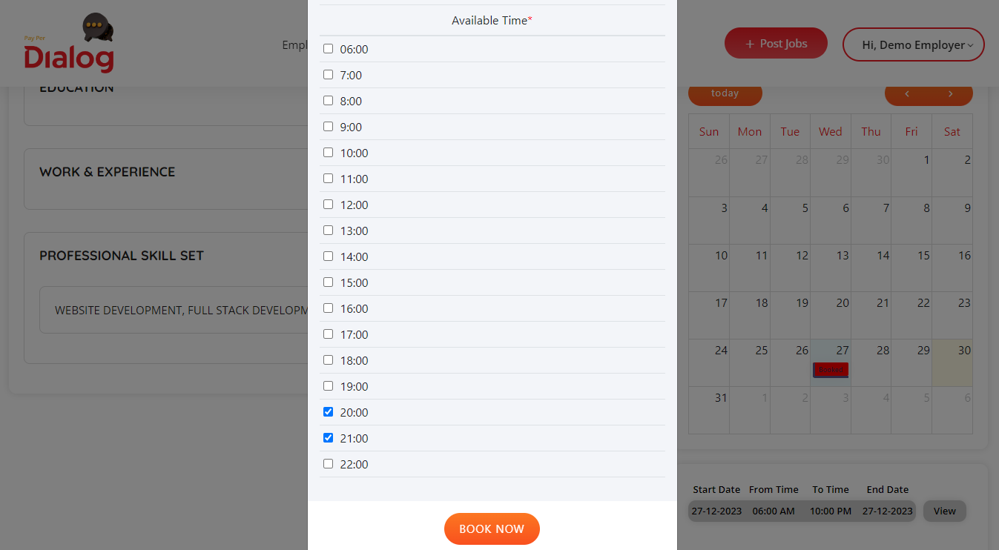 Available Time*
06:00
7:00
8:00
9:00
10:00
11:00
12:00
13:00
14:00
15:00
16:00
17:00
18:00
19:00
20:00
21:00
22:00
BOOK NOW
Pay Per
Dialog
Empl
+ Post Jobs
Hi, Demo Employer
EDUCATION
WORK & EXPERIENCE
PROFESSIONAL SKILL SET
WEBSITE DEVELOPMENT, FULL STACK DEVELOPM
today
< >
Sun Mon Tue Wed Thu Fri Sat
26 27 28 29 30 1 2
3 4 5 6 7 8 9
10 11 12 13 14 15 16
17 18 19 20 21 22 23
24 25 26 27 28 29 30
31 1 2 3 4 5 6
Start Date From Time To Time End Date
27-12-2023 06:00 AM 10:00 PM 27-12-2023 View